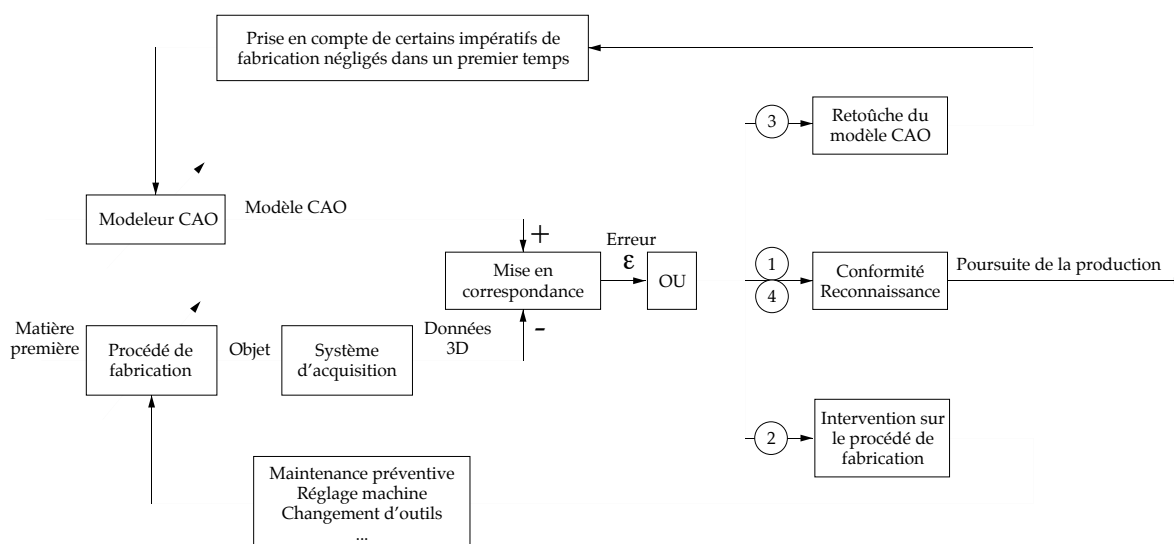 Prise en compte de certains impératifs de
fabrication négligés dans un premier temps
3
Retoûche du
modèle CAO
Modeleur CAO
Modèle CAO
+
Erreur
ε
Mise en
correspondance
OU
1
4
Conformité
Reconnaissance
Poursuite de la production
Matière
première
Procédé de
fabrication
Objet
Système
d'acquisition
Données
3D
-
2
Intervention sur
le procédé de
fabrication
Maintenance préventive
Réglage machine
Changement d'outils
...